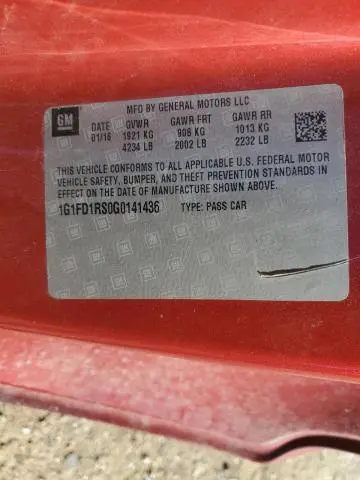 MFD BY GENERAL MOTORS LLC
GM DATE GVWR GAWR FRT GAWR RR
01/16 1921 KG 908 KG 1013 KG
4234 LB 2002 LB 2232 LB
THIS VEHICLE CONFORMS TO ALL APPLICABLE U.S. FEDERAL MOTOR
VEHICLE SAFETY, BUMPER, AND THEFT PREVENTION STANDARDS
IN EFFECT ON THE DATE OF MANUFACTURE SHOWN ABOVE.
1G1FD1RS0G0141436 TYPE: PASS CAR